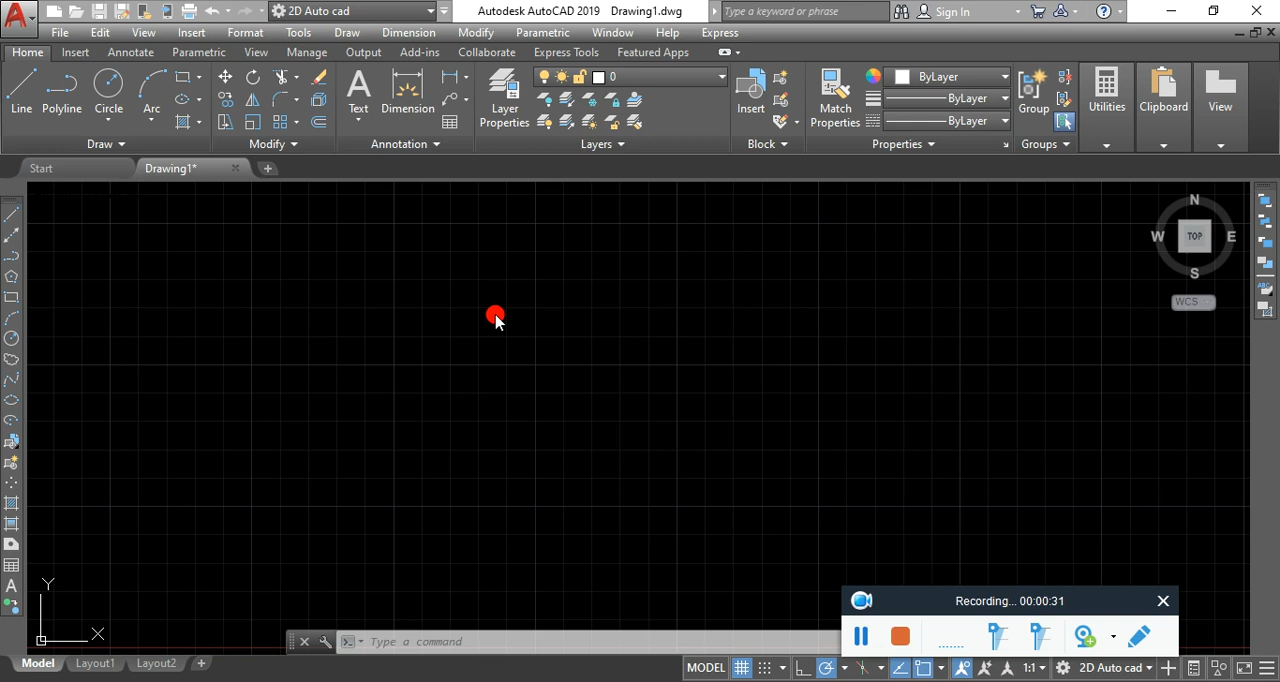 A 2D Auto cad Autodesk AutoCAD 2019 Drawing1.dwg Type a keyword or phrase Sign In ?
File Edit View Insert Format Tools Draw Dimension Modify Parametric Window Help Express
Home Insert Annotate Parametric View Manage Output Add-ins Collaborate Express Tools Featured Apps
0 ByLayer
Line Polyline Circle Arc A Text Dimension Layer Properties Insert Match Properties ByLayer Group Utilities Clipboard View
ByLayer
Draw Modify Annotation Layers Block Properties Groups
Start Drawing1* +
N
W TOP E
S
WCS
ABC
A
Y
X
Recording... 00:00:31
Type a command
Model Layout1 Layout2 + MODEL 1:1 2D Auto cad